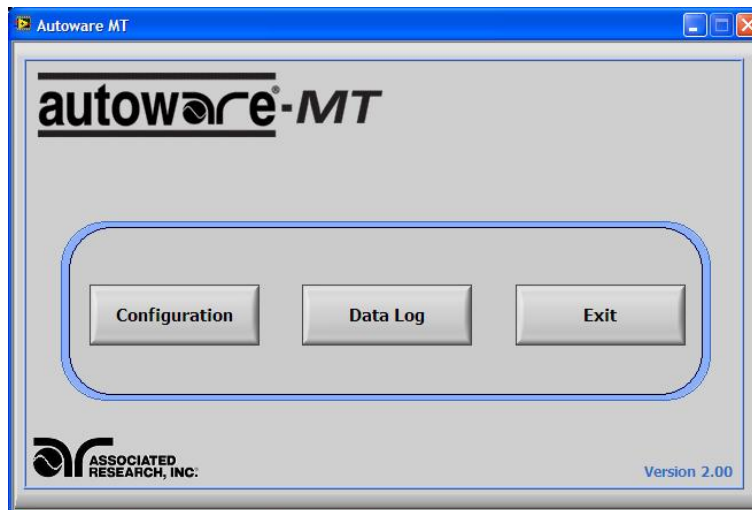 Autoware MT
autoware®-MT
Configuration
Data Log
Exit
ASSOCIATED
RESEARCH, INC.
Version 2.00